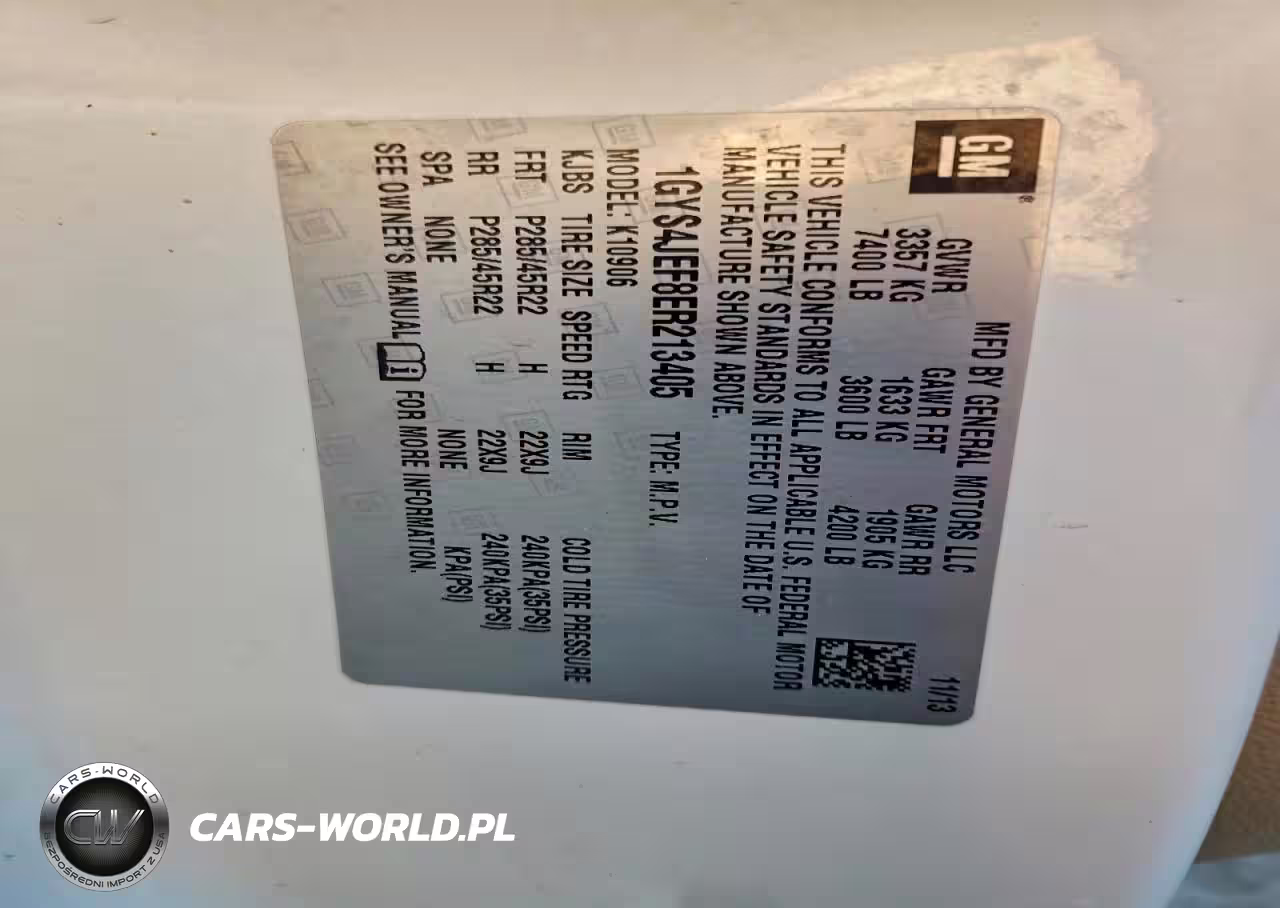 GM
MFD BY GENERAL MOTORS LLC 11/13
GVWR GAWR FRT GAWR RR
3357 KG 1633 KG 1905 KG
7400 LB 3600 LB 4200 LB
THIS VEHICLE CONFORMS TO ALL APPLICABLE U.S. FEDERAL MOTOR
VEHICLE SAFETY STANDARDS IN EFFECT ON THE DATE OF
MANUFACTURE SHOWN ABOVE.
1GYS4JEF8ER213405 TYPE: M.P.V.
MODEL: K10906
KJBS TIRE SIZE SPEED RTG RIM COLD TIRE PRESSURE
FRT P285/45R22 H 22X9J 240KPA(35PSI)
RR P285/45R22 H 22X9J 240KPA(35PSI)
SPA NONE NONE KPA(PSI)
SEE OWNER'S MANUAL FOR MORE INFORMATION.
CARS-WORLD
CW
BEZPOŚREDNI IMPORT Z USA
CARS-WORLD.PL